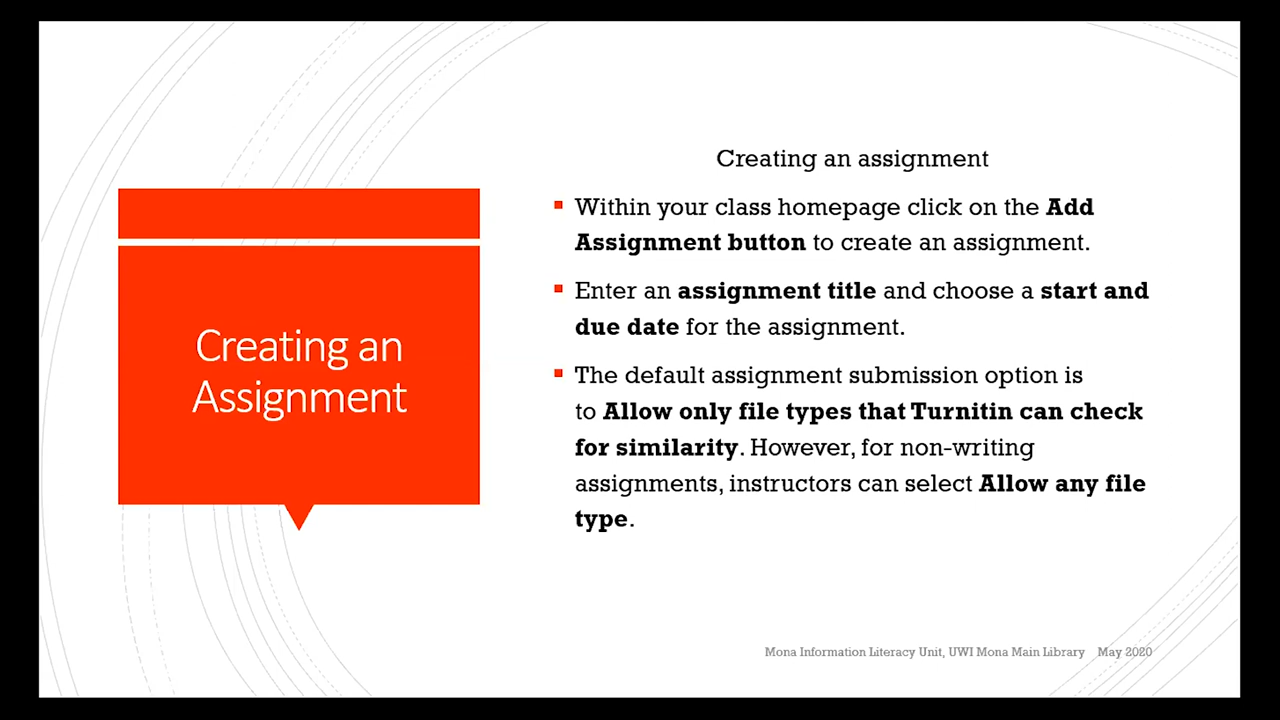 Creating an
Assignment
Creating an assignment
Within your class homepage click on the Add
Assignment button to create an assignment.
Enter an assignment title and choose a start and
due date for the assignment.
The default assignment submission option is
to Allow only file types that Turnitin can check
for similarity. However, for non-writing
assignments, instructors can select Allow any file
type.
Mona Information Literacy Unit, UWI Mona Main Library May 2020